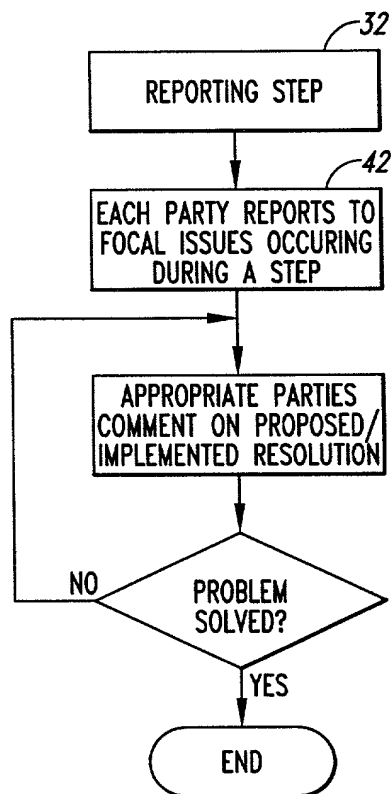 32
REPORTING STEP
42
EACH PARTY REPORTS TO
FOCAL ISSUES OCCURING
DURING A STEP
APPROPRIATE PARTIES
COMMENT ON PROPOSED/
IMPLEMENTED RESOLUTION
NO
PROBLEM
SOLVED?
YES
END